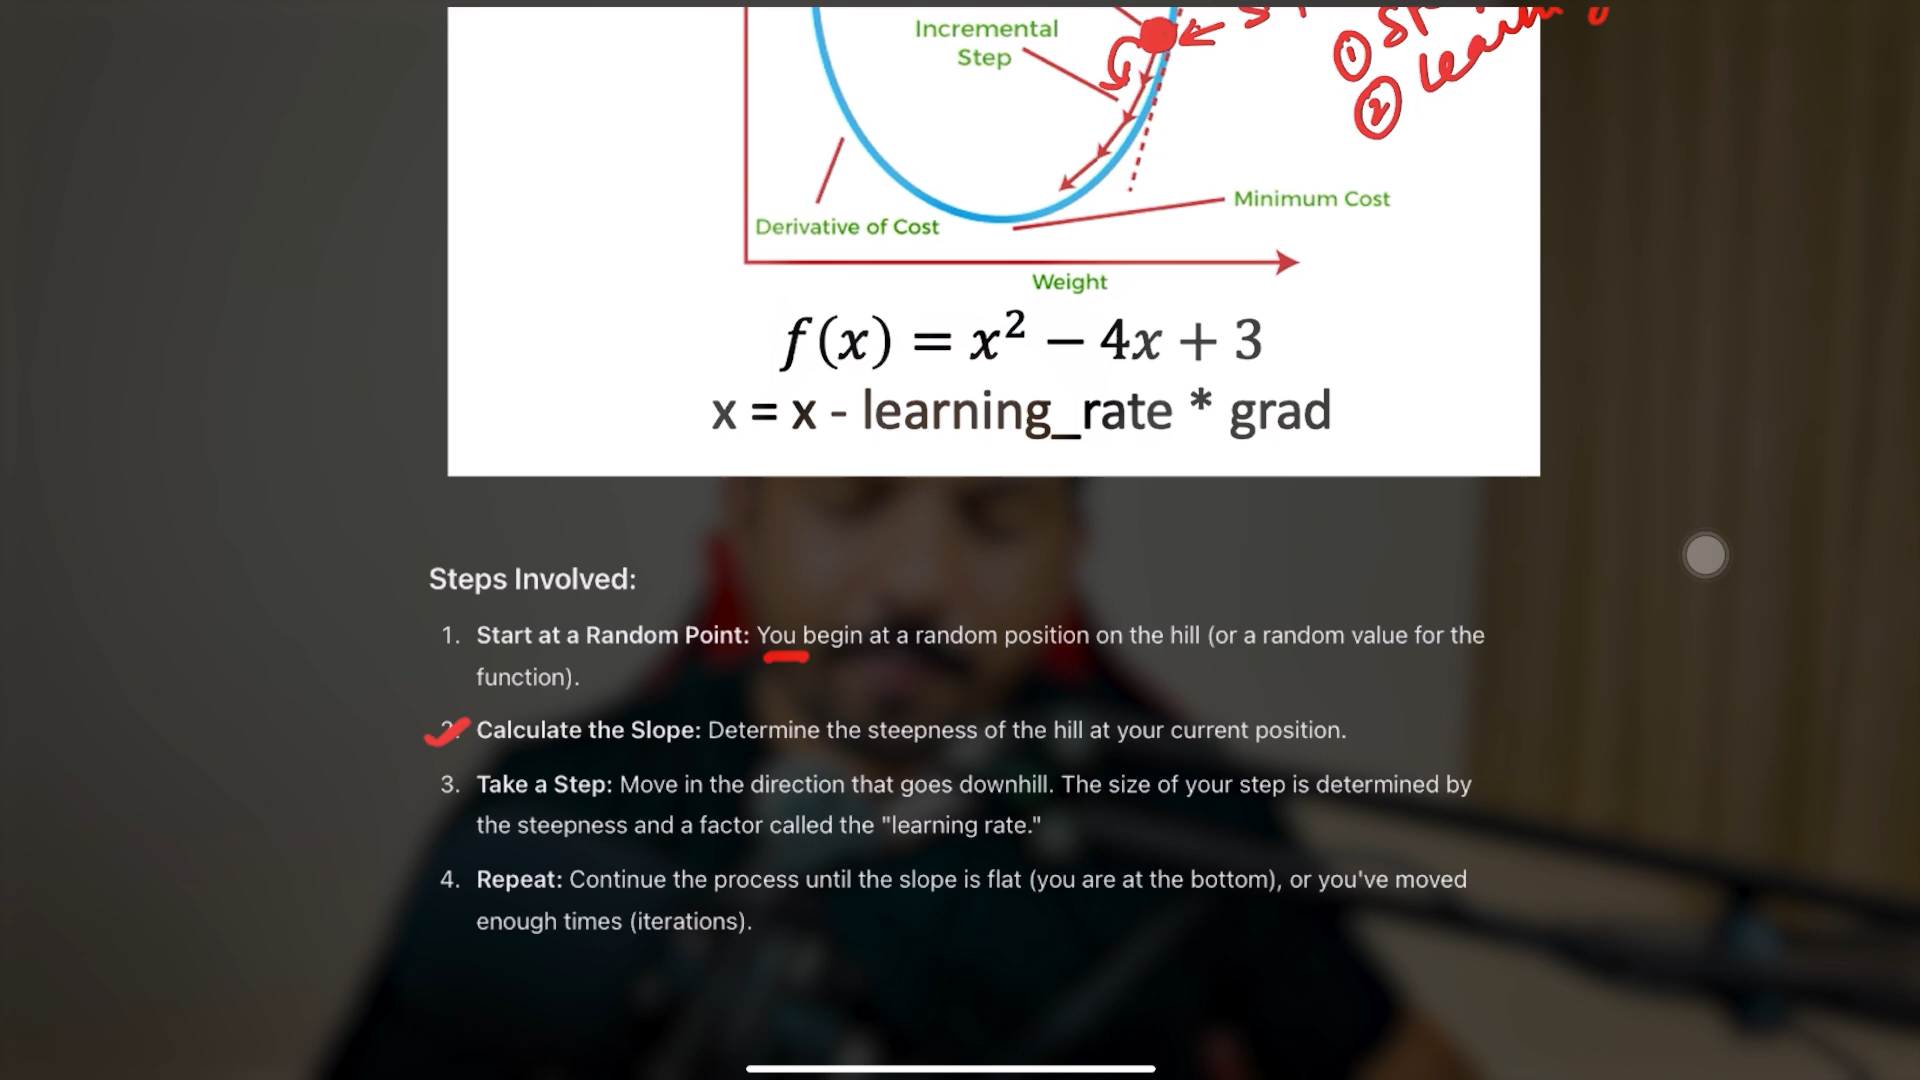 Incremental
Step
①
② Learn
Minimum Cost
Derivative of Cost
Weight
f(x) = x² − 4x + 3
x = x - learning_rate * grad
Steps Involved:
1. Start at a Random Point: You begin at a random position on the hill (or a random value for the
function).
2. Calculate the Slope: Determine the steepness of the hill at your current position.
3. Take a Step: Move in the direction that goes downhill. The size of your step is determined by
the steepness and a factor called the "learning rate."
4. Repeat: Continue the process until the slope is flat (you are at the bottom), or you've moved
enough times (iterations).